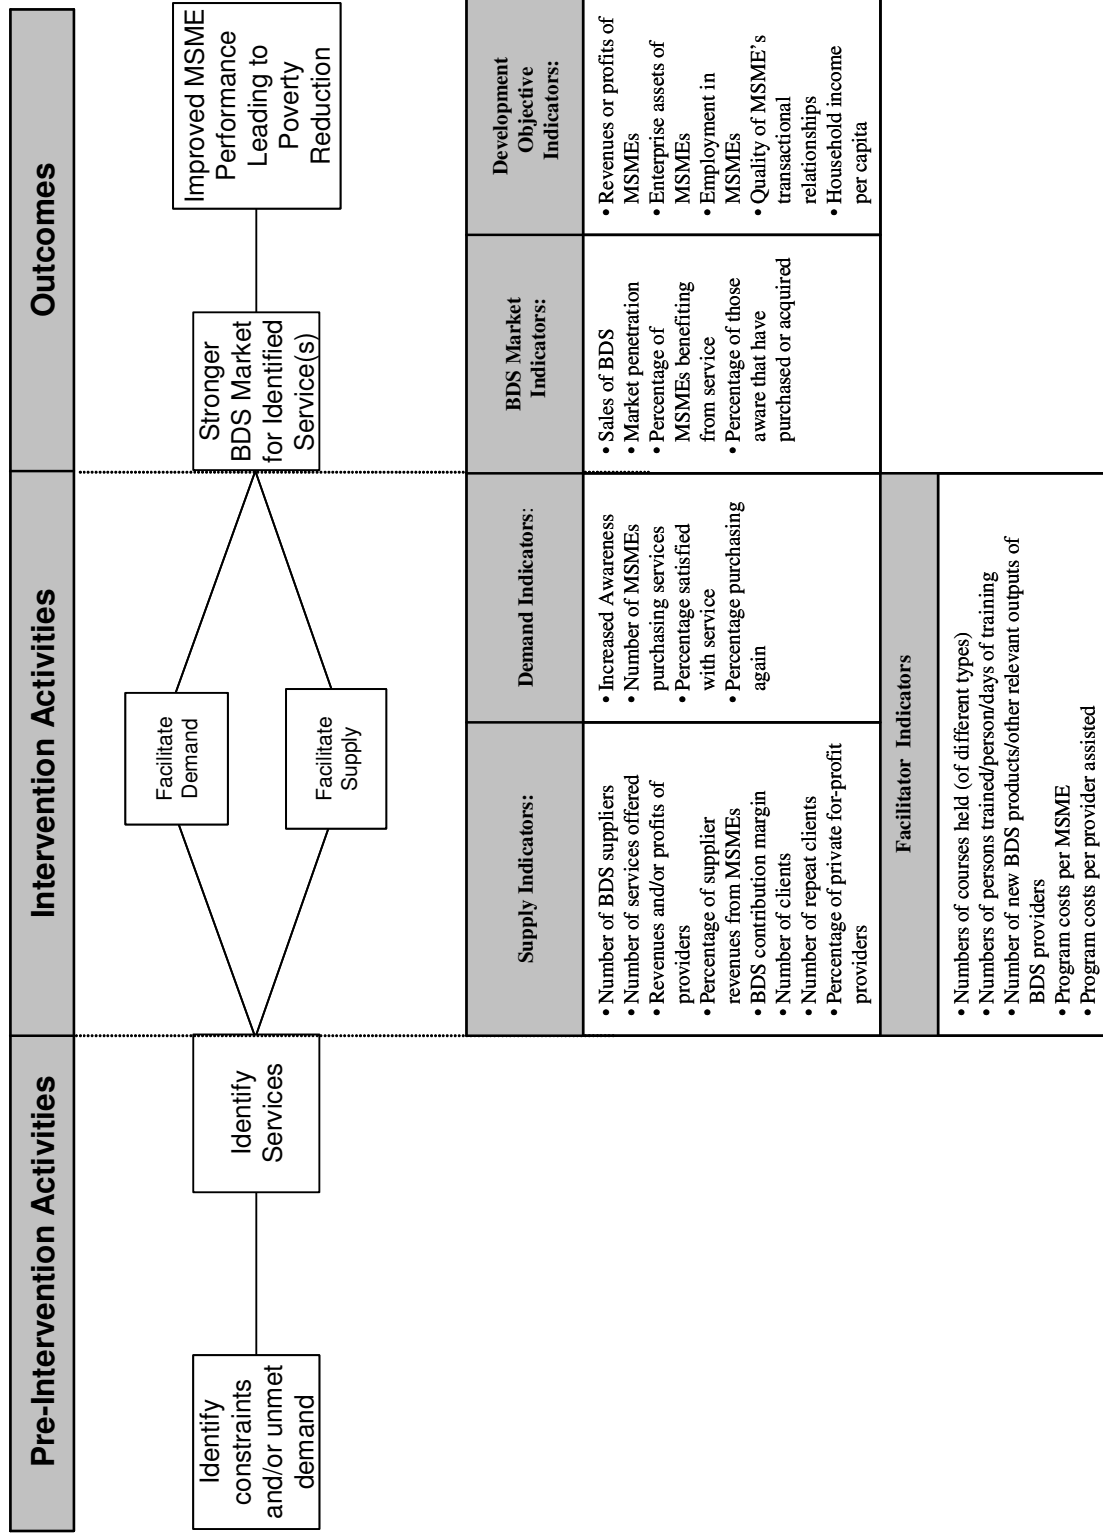 Pre-Intervention Activities
Intervention Activities
Outcomes
Identify
constraints
and/or unmet
demand
Identify
Services
Facilitate
Demand
Facilitate
Supply
Stronger
BDS Market
for Identified
Service(s)
Improved MSME
Performance
Leading to
Poverty
Reduction
Supply Indicators:
• Number of BDS suppliers
• Number of services offered
• Revenues and/or profits of
providers
• Percentage of supplier
revenues from MSMEs
• BDS contribution margin
• Number of clients
• Number of repeat clients
• Percentage of private for-profit
providers
Demand Indicators:
• Increased Awareness
• Number of MSMEs
purchasing services
• Percentage satisfied
with service
• Percentage purchasing
again
BDS Market
Indicators:
• Sales of BDS
• Market penetration
• Percentage of
MSMEs benefiting
from service
• Percentage of those
aware that have
purchased or acquired
Development
Objective
Indicators:
• Revenues or profits of
MSMEs
• Enterprise assets of
MSMEs
• Employment in
MSMEs
• Quality of MSME's
transactional
relationships
• Household income
per capita
Facilitator Indicators
• Numbers of courses held (of different types)
• Numbers of persons trained/person/days of training
• Number of new BDS products/other relevant outputs of
BDS providers
• Program costs per MSME
• Program costs per provider assisted